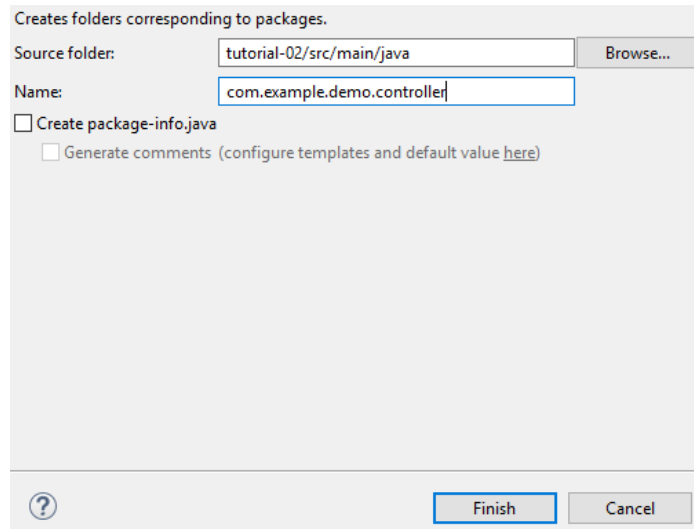 Creates folders corresponding to packages.
Source folder: tutorial-02/src/main/java Browse...
Name: com.example.demo.controller
Create package-info.java
Generate comments (configure templates and default value here)
? Finish Cancel